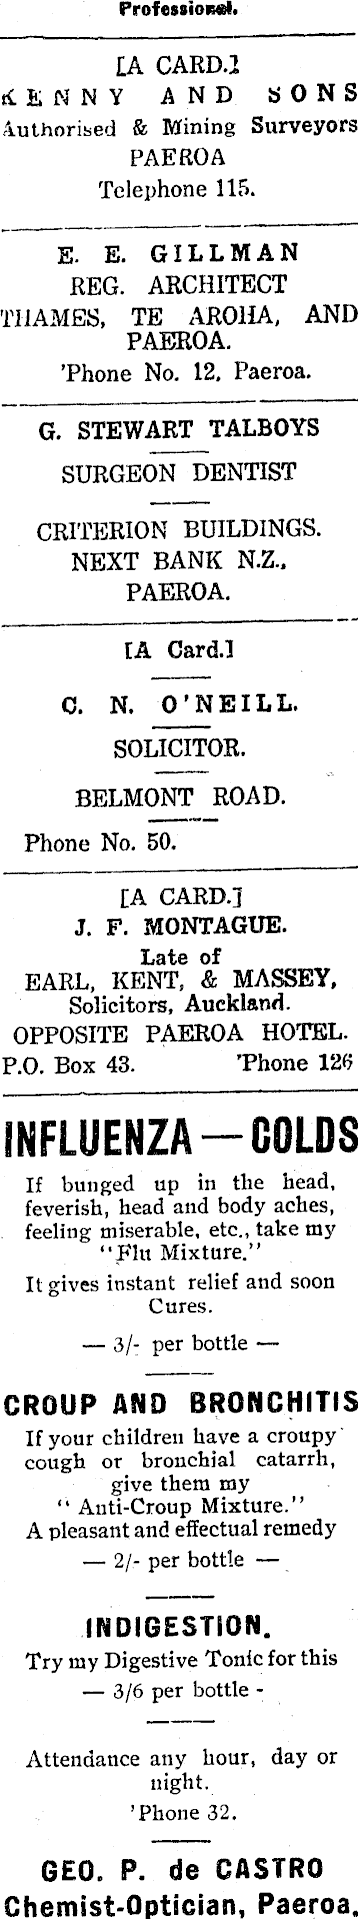 Professional.
[A CARD.]
KENNY AND SONS
Authorised & Mining Surveyors
PAEROA
Telephone 115.
E. E. GILLMAN
REG. ARCHITECT
THAMES, TE AROHA, AND
PAEROA.
'Phone No. 12, Paeroa.
G. STEWART TALBOYS
SURGEON DENTIST
CRITERION BUILDINGS.
NEXT BANK N.Z.,
PAEROA.
[A Card.]
C. N. O'NEILL.
SOLICITOR.
BELMONT ROAD.
Phone No. 50.
[A CARD.]
J. F. MONTAGUE.
Late of
EARL, KENT, & MASSEY,
Solicitors, Auckland.
OPPOSITE PAEROA HOTEL.
P.O. Box 43. 'Phone 126
INFLUENZA — COLDS
If bunged up in the head,
feverish, head and body aches,
feeling miserable, etc., take my
"Flu Mixture."
It gives instant relief and soon
Cures.
— 3/- per bottle —
CROUP AND BRONCHITIS
If your children have a croupy
cough or bronchial catarrh,
give them my
" Anti-Croup Mixture."
A pleasant and effectual remedy
— 2/- per bottle —
INDIGESTION.
Try my Digestive Tonic for this
— 3/6 per bottle -
Attendance any hour, day or
night.
'Phone 32.
GEO. P. de CASTRO
Chemist-Optician, Paeroa.